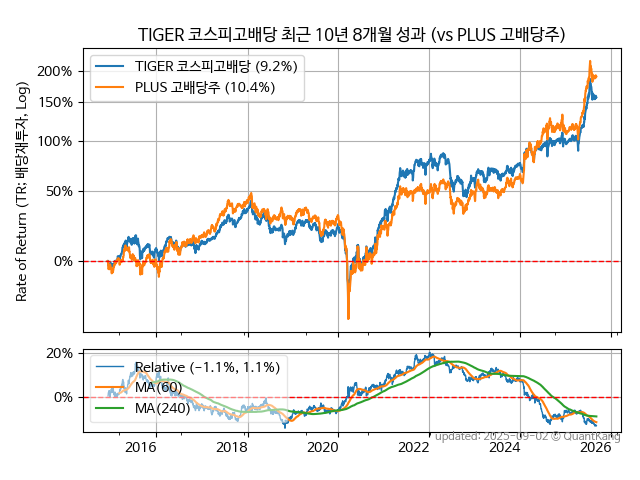 TIGER 코스피고배당 최근 10년 8개월 성과 (vs PLUS 고배당주)
Rate of Return (TR: 배당재투자, Log)
TIGER 코스피고배당 (9.2%)
PLUS 고배당주 (10.4%)
200%
150%
100%
50%
0%
Relative (−1.1%, 1.1%)
MA(60)
MA(240)
20%
0%
updated: 2025-09-02 © QuantKang
2016 2018 2020 2022 2024 2026